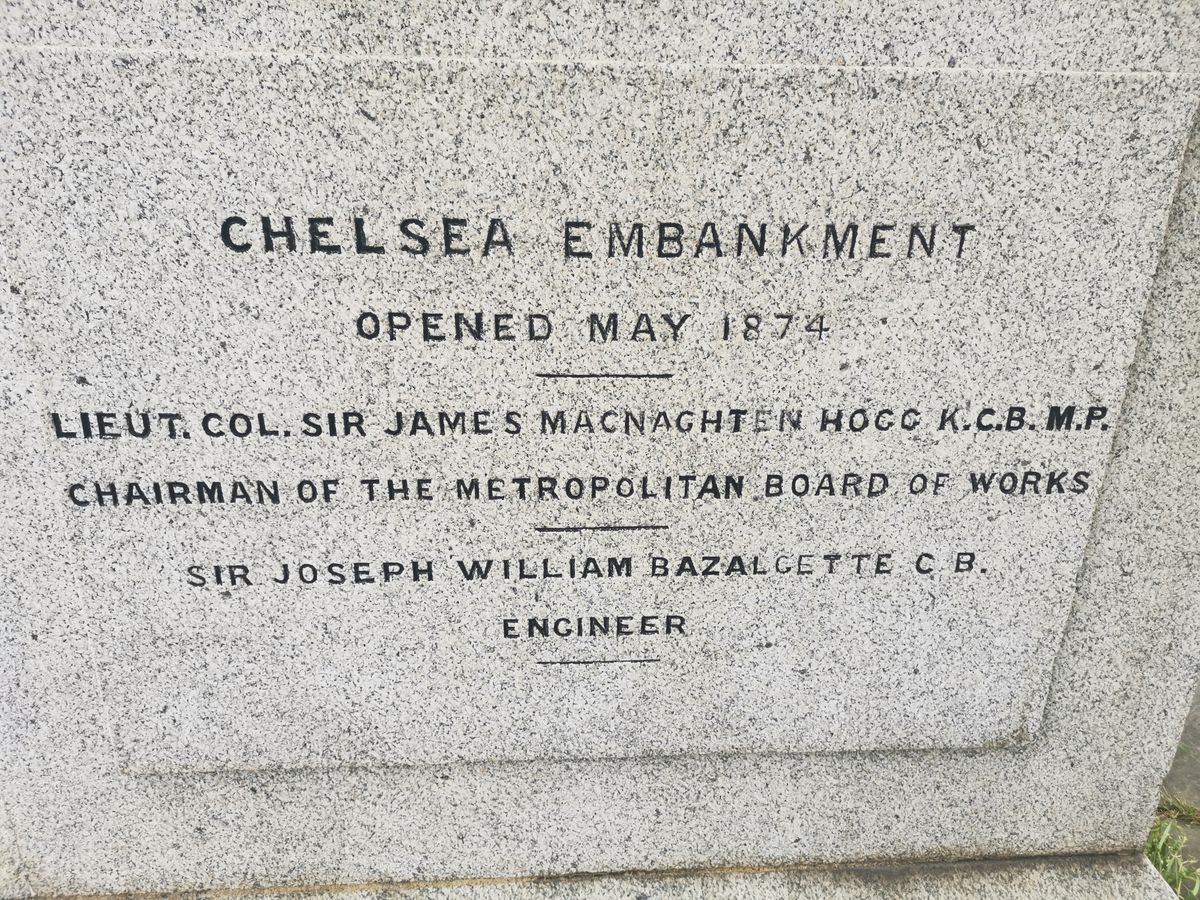 CHELSEA EMBANKMENT
OPENED MAY 1874
LIEUT. COL. SIR JAMES MACNAGHTEN HOGG K.C.B. M.P.
CHAIRMAN OF THE METROPOLITAN BOARD OF WORKS
SIR JOSEPH WILLIAM BAZALGETTE C B.
ENGINEER